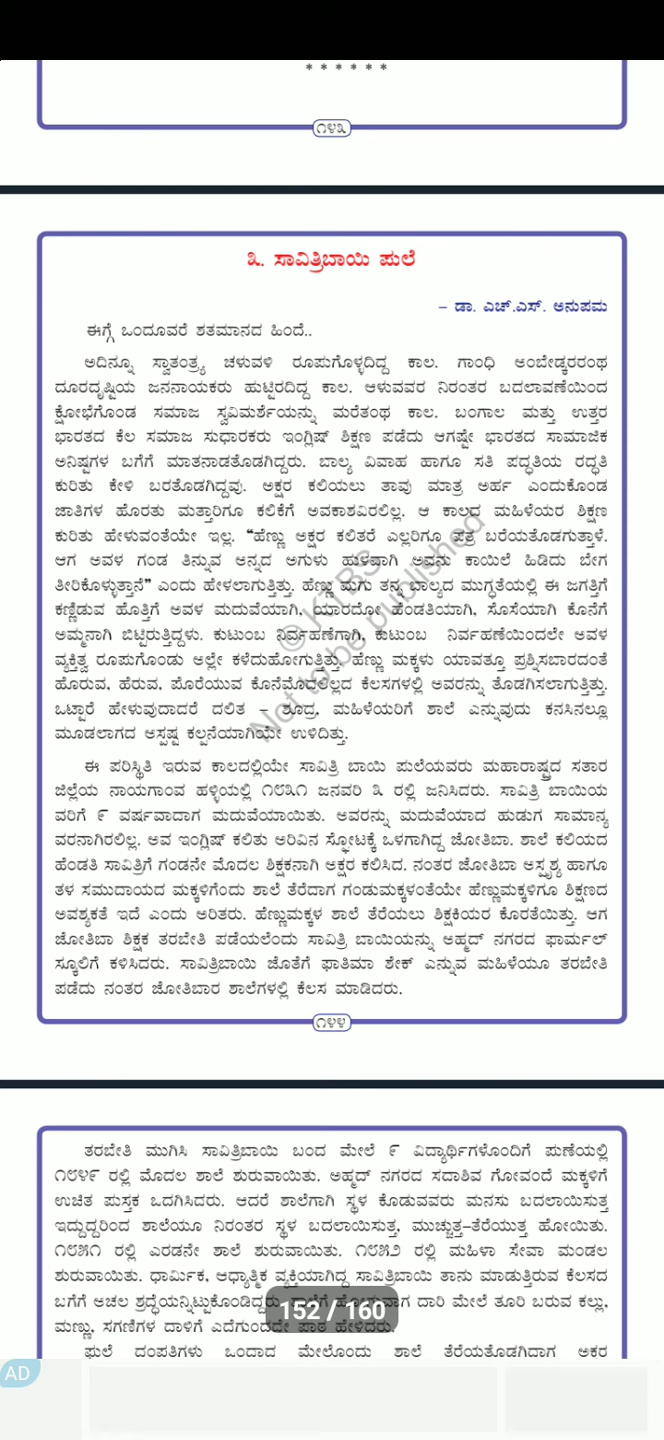 * * * * * *
೧೪೩
೩. ಸಾವಿತ್ರಿಬಾಯಿ ಫುಲೆ
– ಡಾ. ಎಚ್.ಎಸ್. ಅನುಪಮ
ಈಗ್ಗೆ ಒಂದೂವರೆ ಶತಮಾನದ ಹಿಂದೆ..
ಅದಿನ್ನೂ ಸ್ವಾತಂತ್ರ್ಯ ಚಳುವಳಿ ರೂಪುಗೊಳ್ಳದಿದ್ದ ಕಾಲ. ಗಾಂಧಿ ಅಂಬೇಡ್ಕರರಂಥ
ದೂರದೃಷ್ಟಿಯ ಜನನಾಯಕರು ಹುಟ್ಟಿರದಿದ್ದ ಕಾಲ. ಆಳುವವರ ನಿರಂತರ ಬದಲಾವಣೆಯಿಂದ
ಕ್ಷೋಭೆಗೊಂಡ ಸಮಾಜ ಸ್ವವಿಮರ್ಶೆಯನ್ನು ಮರೆತಂಥ ಕಾಲ. ಬಂಗಾಲ ಮತ್ತು ಉತ್ತರ
ಭಾರತದ ಕೆಲ ಸಮಾಜ ಸುಧಾರಕರು ಇಂಗ್ಲಿಷ್ ಶಿಕ್ಷಣ ಪಡೆದು ಆಗಷ್ಟೇ ಭಾರತದ ಸಾಮಾಜಿಕ
ಅನಿಷ್ಟಗಳ ಬಗೆಗೆ ಮಾತನಾಡತೊಡಗಿದ್ದರು. ಬಾಲ್ಯ ವಿವಾಹ ಹಾಗೂ ಸತಿ ಪದ್ಧತಿಯ ರದ್ಧತಿ
ಕುರಿತು ಕೇಳಿ ಬರತೊಡಗಿದ್ದವು. ಅಕ್ಷರ ಕಲಿಯಲು ತಾವು ಮಾತ್ರ ಅರ್ಹ ಎಂದುಕೊಂಡ
ಜಾತಿಗಳ ಹೊರತು ಮತ್ತಾರಿಗೂ ಕಲಿಕೆಗೆ ಅವಕಾಶವಿರಲಿಲ್ಲ. ಆ ಕಾಲದ ಮಹಿಳೆಯರ ಶಿಕ್ಷಣ
ಕುರಿತು ಹೇಳುವಂತೆಯೇ ಇಲ್ಲ. “ಹೆಣ್ಣು ಅಕ್ಷರ ಕಲಿತರೆ ಎಲ್ಲರಿಗೂ ಪತ್ರ ಬರೆಯತೊಡಗುತ್ತಾಳೆ.
ಆಗ ಅವಳ ಗಂಡ ತಿನ್ನುವ ಅನ್ನದ ಅಗುಳು ಹುಳವಾಗಿ ಅವನು ಕಾಯಿಲೆ ಹಿಡಿದು ಬೇಗ
ತೀರಿಕೊಳ್ಳುತ್ತಾನೆ” ಎಂದು ಹೇಳಲಾಗುತ್ತಿತ್ತು. ಹೆಣ್ಣು ಮಗು ತನ್ನ ಬಾಲ್ಯದ ಮುಗ್ಧತೆಯಲ್ಲಿ ಈ ಜಗತ್ತಿಗೆ
ಕಣ್ಣಿಡುವ ಹೊತ್ತಿಗೆ ಅವಳ ಮದುವೆಯಾಗಿ, ಯಾರದೋ ಹೆಂಡತಿಯಾಗಿ, ಸೊಸೆಯಾಗಿ ಕೊನೆಗೆ
ಅಮ್ಮನಾಗಿ ಬಿಟ್ಟಿರುತ್ತಿದ್ದಳು. ಕುಟುಂಬ ನಿರ್ವಹಣೆಗಾಗಿ, ಕುಟುಂಬ ನಿರ್ವಹಣೆಯಿಂದಲೇ ಅವಳ
ವ್ಯಕ್ತಿತ್ವ ರೂಪುಗೊಂಡು ಅಲ್ಲೇ ಕಳೆದುಹೋಗುತ್ತಿತ್ತು. ಹೆಣ್ಣು ಮಕ್ಕಳು ಯಾವತ್ತೂ ಪ್ರಶ್ನಿಸಬಾರದಂತೆ
ಹೊರುವ, ಹೆರುವ, ಪೊರೆಯುವ ಕೊನೆಮೊದಲಿಲ್ಲದ ಕೆಲಸಗಳಲ್ಲಿ ಅವರನ್ನು ತೊಡಗಿಸಲಾಗುತ್ತಿತ್ತು.
ಒಟ್ಟಾರೆ ಹೇಳುವುದಾದರೆ ದಲಿತ – ಶೂದ್ರ, ಮಹಿಳೆಯರಿಗೆ ಶಾಲೆ ಎನ್ನುವುದು ಕನಸಿನಲ್ಲೂ
ಮೂಡಲಾಗದ ಅಸ್ಪಷ್ಟ ಕಲ್ಪನೆಯಾಗಿಯೇ ಉಳಿದಿತ್ತು.
© KTBS
Not to be published
ಈ ಪರಿಸ್ಥಿತಿ ಇರುವ ಕಾಲದಲ್ಲಿಯೇ ಸಾವಿತ್ರಿ ಬಾಯಿ ಫುಲೆಯವರು ಮಹಾರಾಷ್ಟ್ರದ ಸತಾರ
ಜಿಲ್ಲೆಯ ನಾಯಗಾಂವ ಹಳ್ಳಿಯಲ್ಲಿ ೧೮೩೧ ಜನವರಿ ೩ ರಲ್ಲಿ ಜನಿಸಿದರು. ಸಾವಿತ್ರಿ ಬಾಯಿಯ
ವರಿಗೆ ೯ ವರ್ಷವಾದಾಗ ಮದುವೆಯಾಯಿತು. ಅವರನ್ನು ಮದುವೆಯಾದ ಹುಡುಗ ಸಾಮಾನ್ಯ
ವರನಾಗಿರಲಿಲ್ಲ. ಅವ ಇಂಗ್ಲಿಷ್ ಕಲಿತು ಅರಿವಿನ ಸ್ಫೋಟಕ್ಕೆ ಒಳಗಾಗಿದ್ದ ಜೋತಿಬಾ. ಶಾಲೆ ಕಲಿಯದ
ಹೆಂಡತಿ ಸಾವಿತ್ರಿಗೆ ಗಂಡನೇ ಮೊದಲ ಶಿಕ್ಷಕನಾಗಿ ಅಕ್ಷರ ಕಲಿಸಿದ. ನಂತರ ಜೋತಿಬಾ ಅಸ್ಪೃಶ್ಯ ಹಾಗೂ
ತಳ ಸಮುದಾಯದ ಮಕ್ಕಳಿಗೆಂದು ಶಾಲೆ ತೆರೆದಾಗ ಗಂಡುಮಕ್ಕಳಂತೆಯೇ ಹೆಣ್ಣುಮಕ್ಕಳಿಗೂ ಶಿಕ್ಷಣದ
ಅವಶ್ಯಕತೆ ಇದೆ ಎಂದು ಅರಿತರು. ಹೆಣ್ಣುಮಕ್ಕಳ ಶಾಲೆ ತೆರೆಯಲು ಶಿಕ್ಷಕಿಯರ ಕೊರತೆಯಿತ್ತು. ಆಗ
ಜೋತಿಬಾ ಶಿಕ್ಷಕ ತರಬೇತಿ ಪಡೆಯಲೆಂದು ಸಾವಿತ್ರಿ ಬಾಯಿಯನ್ನು ಅಹ್ಮದ್ ನಗರದ ಫಾರ್ಮಲ್
ಸ್ಕೂಲಿಗೆ ಕಳಿಸಿದರು. ಸಾವಿತ್ರಿಬಾಯಿ ಜೊತೆಗೆ ಫಾತಿಮಾ ಶೇಕ್ ಎನ್ನುವ ಮಹಿಳೆಯೂ ತರಬೇತಿ
ಪಡೆದು ನಂತರ ಜೋತಿಬಾರ ಶಾಲೆಗಳಲ್ಲಿ ಕೆಲಸ ಮಾಡಿದರು.
೧೪೪
ತರಬೇತಿ ಮುಗಿಸಿ ಸಾವಿತ್ರಿಬಾಯಿ ಬಂದ ಮೇಲೆ ೯ ವಿದ್ಯಾರ್ಥಿಗಳೊಂದಿಗೆ ಪುಣೆಯಲ್ಲಿ
೧೮೪೯ ರಲ್ಲಿ ಮೊದಲ ಶಾಲೆ ಶುರುವಾಯಿತು. ಅಹ್ಮದ್ ನಗರದ ಸದಾಶಿವ ಗೋವಂದೆ ಮಕ್ಕಳಿಗೆ
ಉಚಿತ ಪುಸ್ತಕ ಒದಗಿಸಿದರು. ಆದರೆ ಶಾಲೆಗಾಗಿ ಸ್ಥಳ ಕೊಡುವವರು ಮನಸು ಬದಲಾಯಿಸುತ್ತ
ಇದ್ದುದ್ದರಿಂದ ಶಾಲೆಯೂ ನಿರಂತರ ಸ್ಥಳ ಬದಲಾಯಿಸುತ್ತ, ಮುಚ್ಚುತ್ತ–ತೆರೆಯುತ್ತ ಹೋಯಿತು.
೧೮೫೧ ರಲ್ಲಿ ಎರಡನೇ ಶಾಲೆ ಶುರುವಾಯಿತು. ೧೮೫೨ ರಲ್ಲಿ ಮಹಿಳಾ ಸೇವಾ ಮಂಡಲ
ಶುರುವಾಯಿತು. ಧಾರ್ಮಿಕ, ಆಧ್ಯಾತ್ಮಿಕ ವ್ಯಕ್ತಿಯಾಗಿದ್ದ ಸಾವಿತ್ರಿಬಾಯಿ ತಾನು ಮಾಡುತ್ತಿರುವ ಕೆಲಸದ
ಬಗೆಗೆ ಅಚಲ ಶ್ರದ್ಧೆಯನ್ನಿಟ್ಟುಕೊಂಡಿದ್ದರು. ದಾರಿ ಮೇಲೆ ತೂರಿ ಬರುವ ಕಲ್ಲು,
152 / 160
ಮಣ್ಣು, ಸಗಣಿಗಳ ದಾಳಿಗೆ ಎದೆಗುಂದದೇ ಪಾಠ ಹೇಳಿದರು.
ಫುಲೆ ದಂಪತಿಗಳು ಒಂದಾದ ಮೇಲೊಂದು ಶಾಲೆ ತೆರೆಯತೊಡಗಿದಾಗ ಅಕ್ಷರ
AD